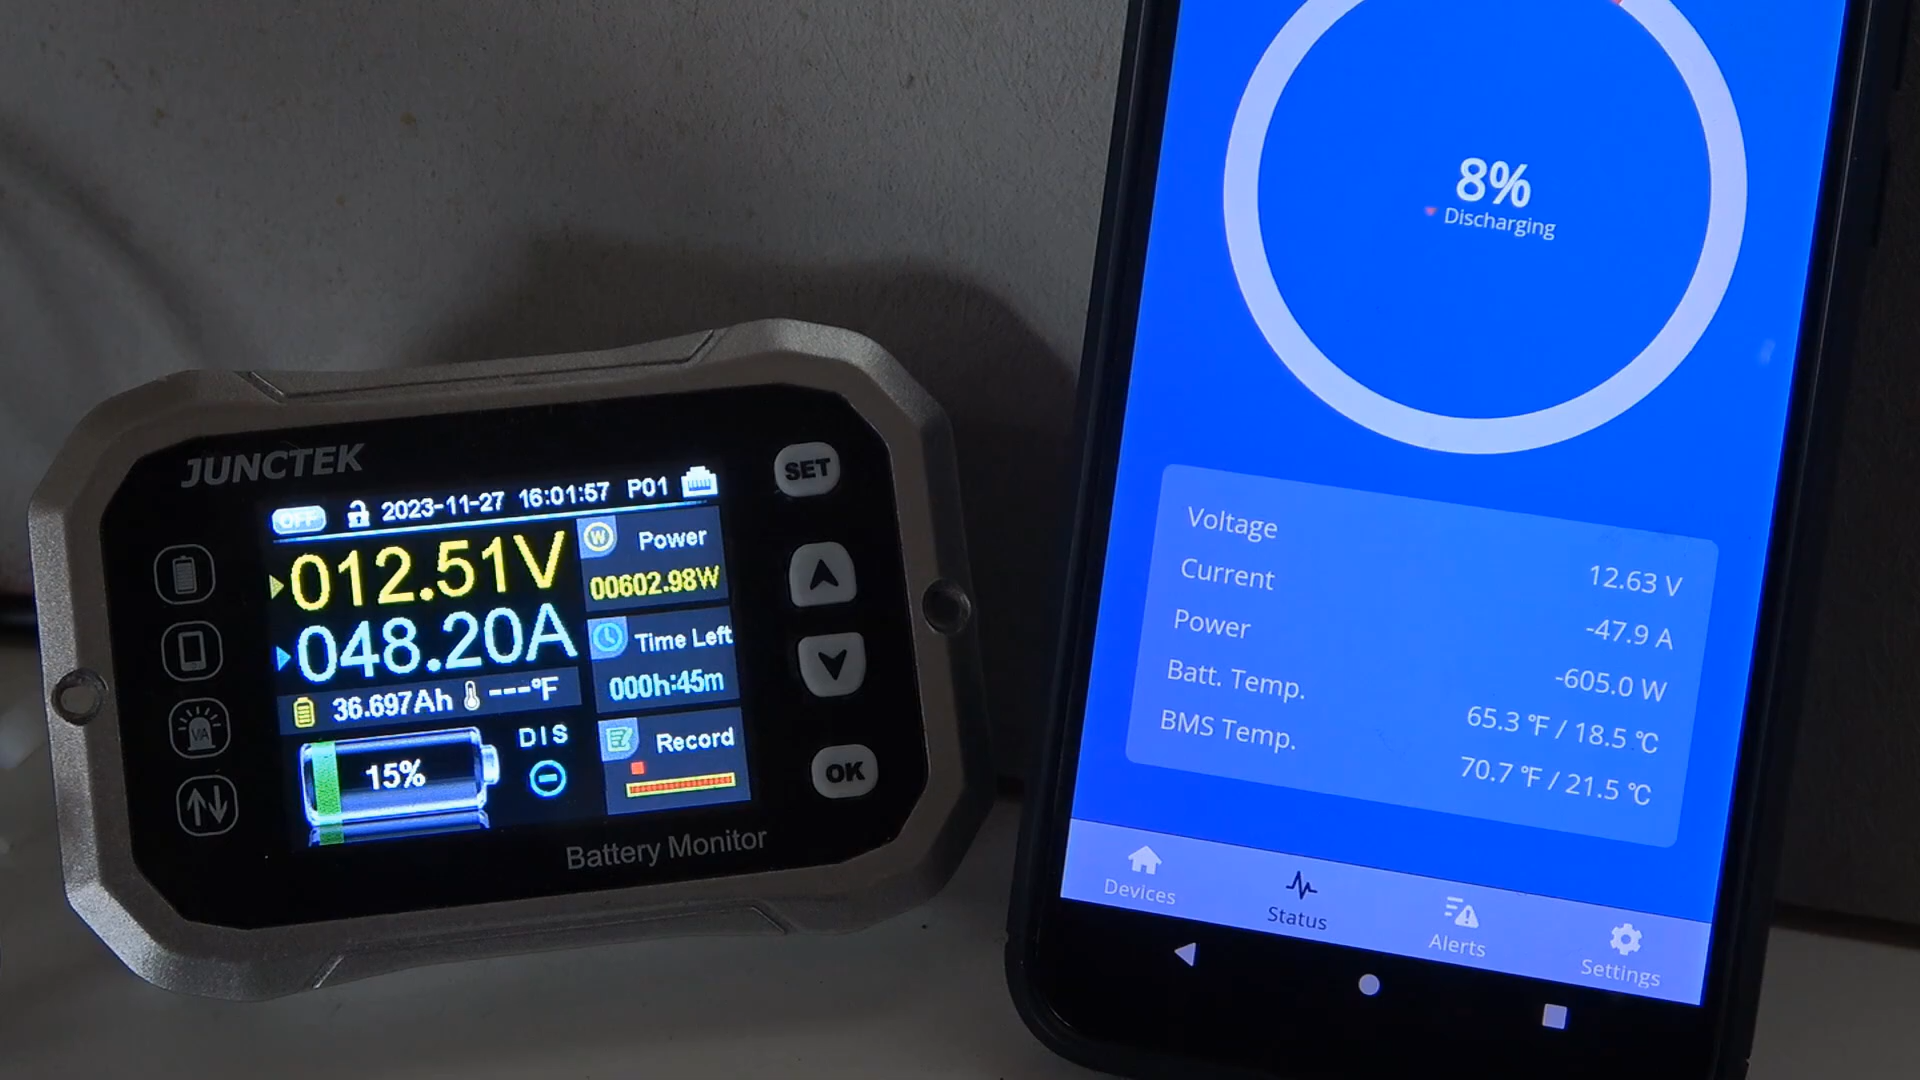 JUNCTEK
OFF 2023-11-27 16:01:57 P01
012.51V
048.20A
36.697Ah ---°F
15%
DIS
W Power
00602.98W
Time Left
000h:45m
Record
Battery Monitor
V/A
SET
OK
8%
Discharging
Voltage 12.63 V
Current -47.9 A
Power -605.0 W
Batt. Temp. 65.3 °F / 18.5 °C
BMS Temp. 70.7 °F / 21.5 °C
Devices
Status
Alerts
Settings